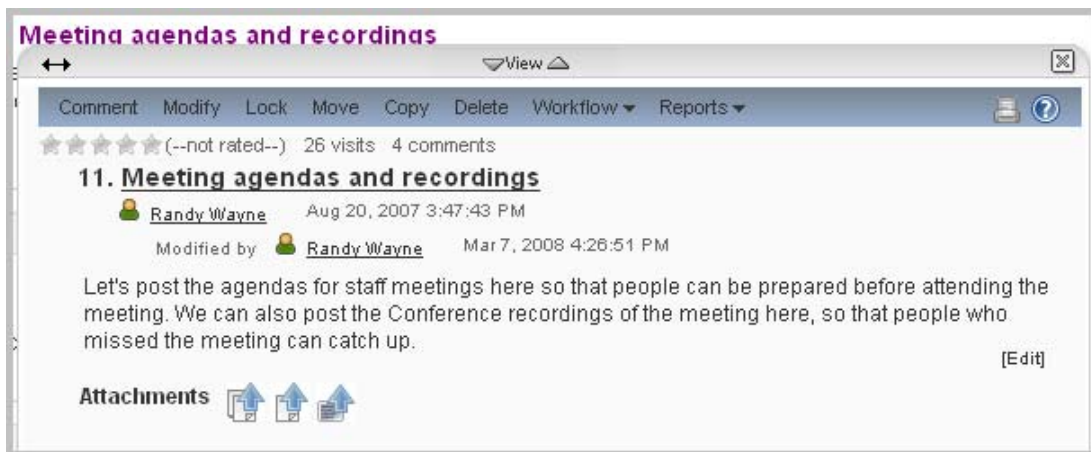 Meeting agendas and recordings
View
Comment Modify Lock Move Copy Delete Workflow Reports
(--not rated--) 26 visits 4 comments
11. Meeting agendas and recordings
Randy Wayne Aug 20, 2007 3:47:43 PM
Modified by Randy Wayne Mar 7, 2008 4:26:51 PM
Let's post the agendas for staff meetings here so that people can be prepared before attending the
meeting. We can also post the Conference recordings of the meeting here, so that people who
missed the meeting can catch up.
[Edit]
Attachments